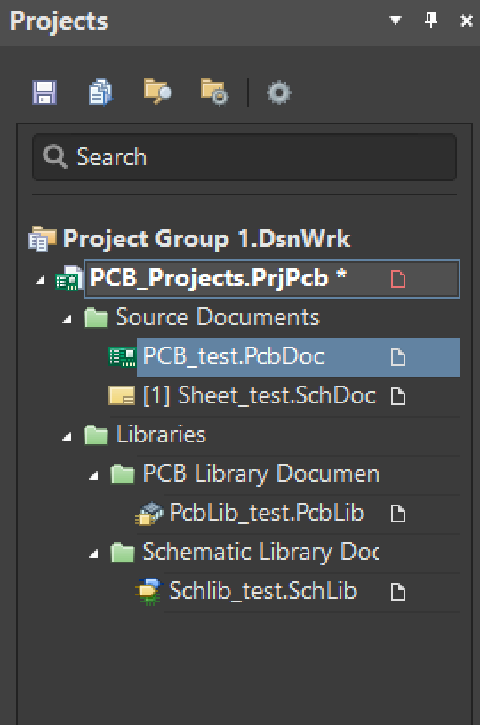 Projects
Search
Project Group 1.DsnWrk
PCB_Projects.PrjPcb *
Source Documents
PCB_test.PcbDoc
[1] Sheet_test.SchDoc
Libraries
PCB Library Documen
PcbLib_test.PcbLib
Schematic Library Doc
Schlib_test.SchLib